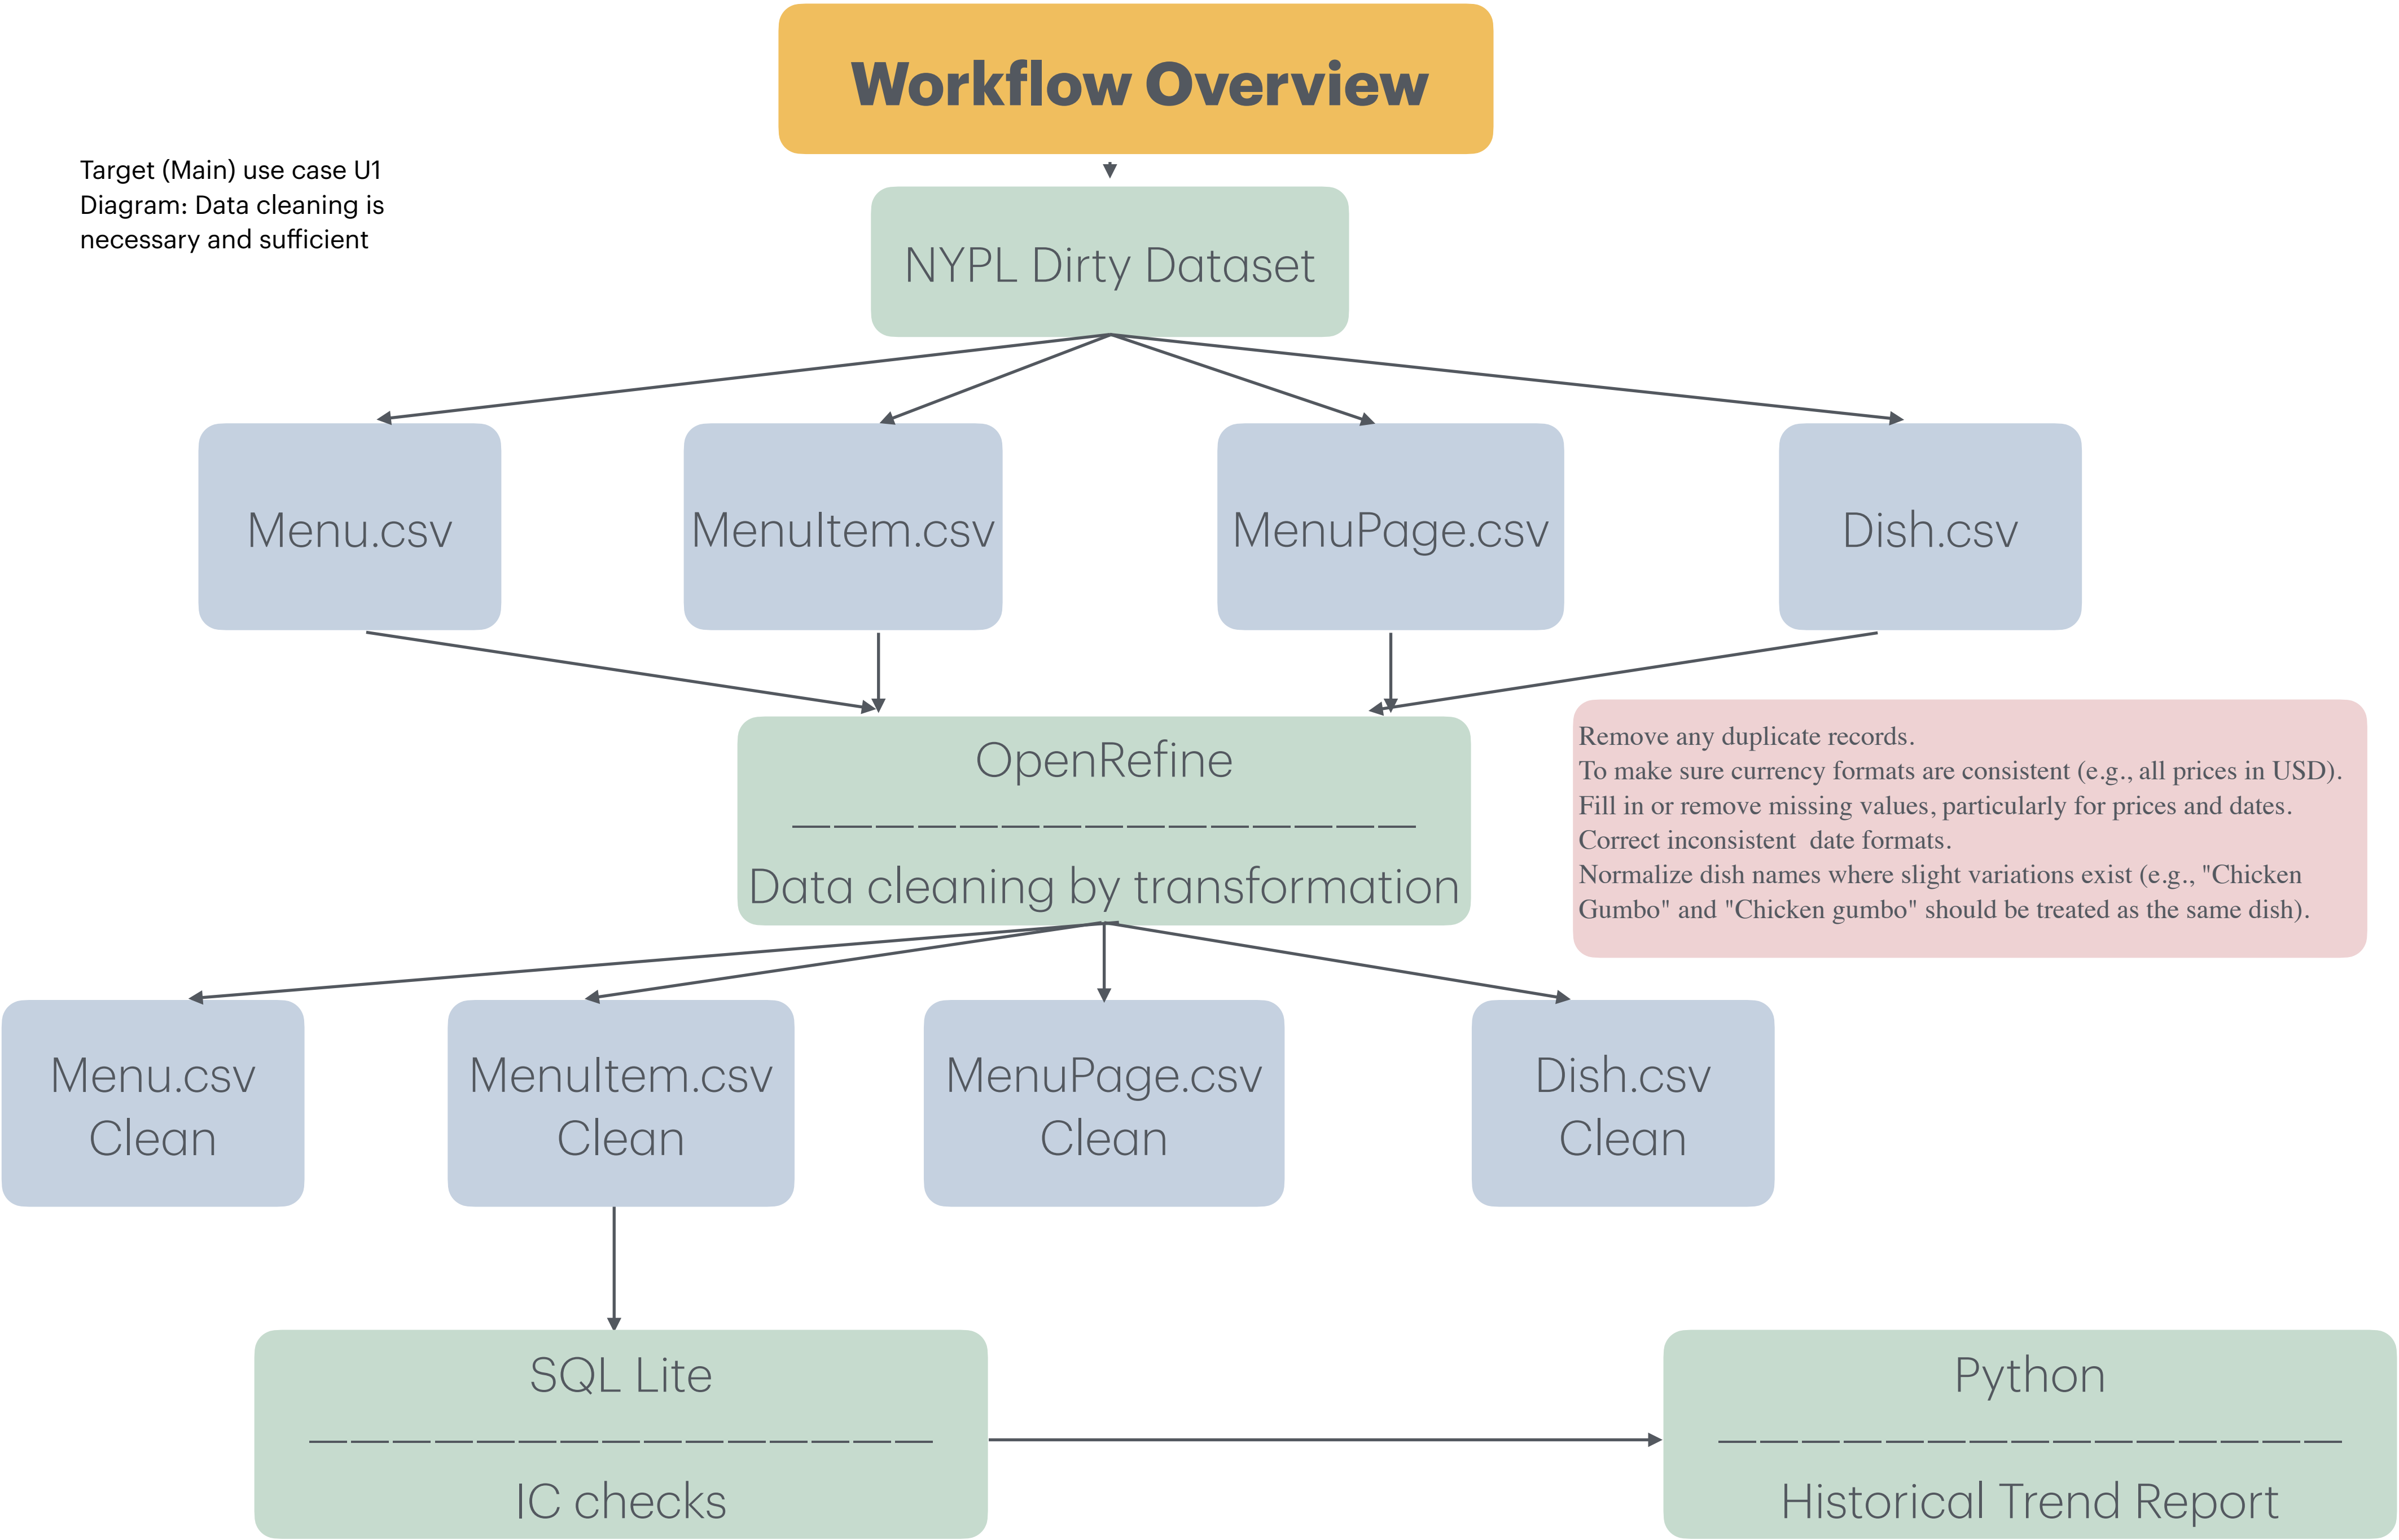 Workflow Overview
Target (Main) use case U1
Diagram: Data cleaning is
necessary and sufficient
NYPL Dirty Dataset
Menu.csv
MenuItem.csv
MenuPage.csv
Dish.csv
OpenRefine
———————————————
Data cleaning by transformation
Remove any duplicate records.
To make sure currency formats are consistent (e.g., all prices in USD).
Fill in or remove missing values, particularly for prices and dates.
Correct inconsistent  date formats.
Normalize dish names where slight variations exist (e.g., "Chicken
Gumbo" and "Chicken gumbo" should be treated as the same dish).
Menu.csv
Clean
MenuItem.csv
Clean
MenuPage.csv
Clean
Dish.csv
Clean
SQL Lite
———————————————
IC checks
Python
———————————————
Historical Trend Report